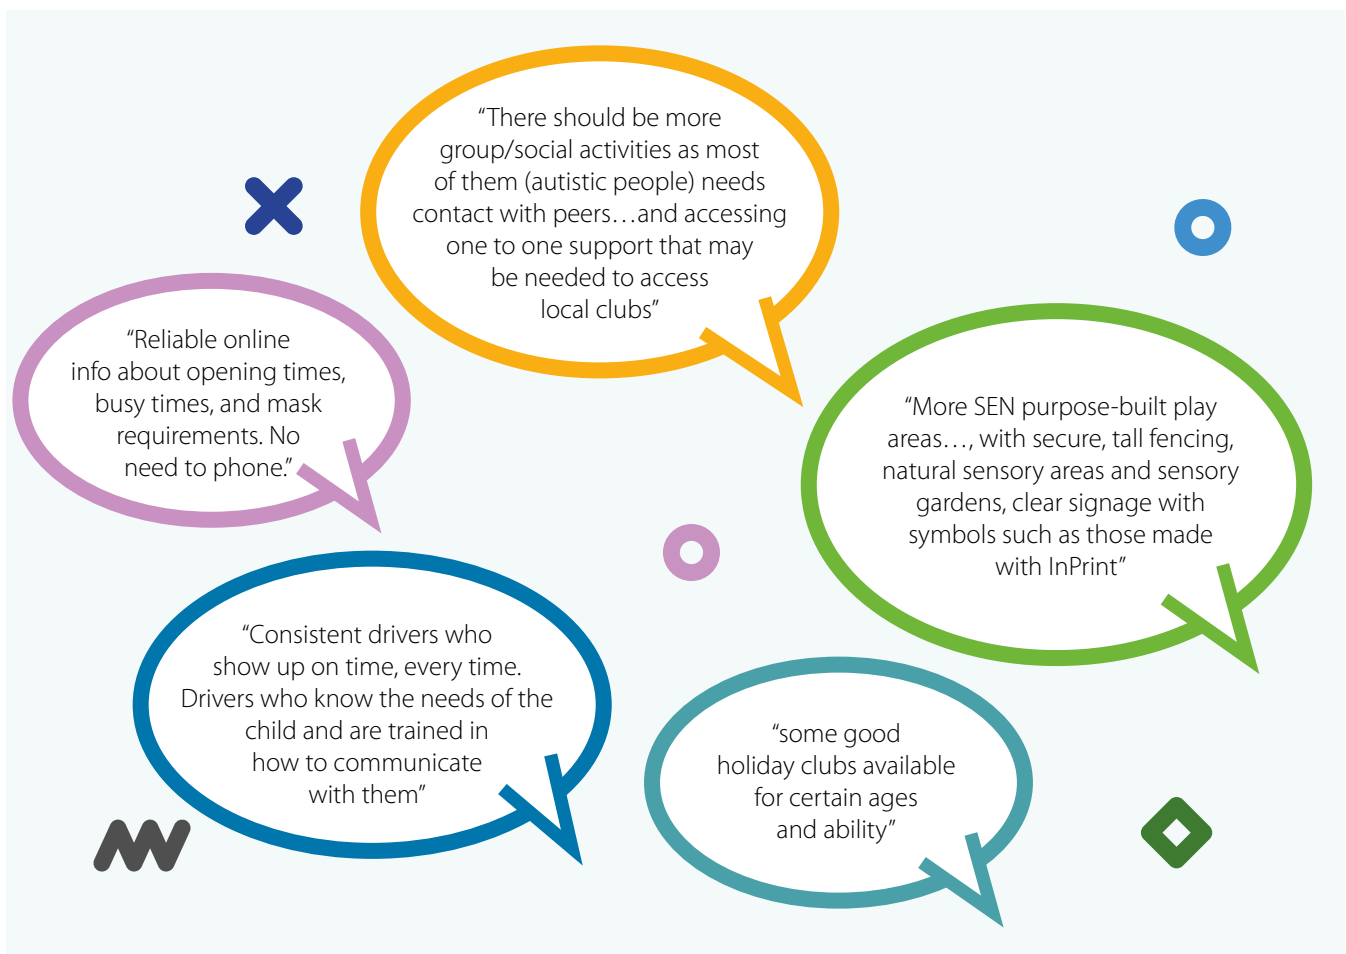 “There should be more
group/social activities as most
of them (autistic people) needs
contact with peers…and accessing
one to one support that may
be needed to access
local clubs”
“Reliable online
info about opening times,
busy times, and mask
requirements. No
need to phone.”
“More SEN purpose-built play
areas…, with secure, tall fencing,
natural sensory areas and sensory
gardens, clear signage with
symbols such as those made
with InPrint”
“Consistent drivers who
show up on time, every time.
Drivers who know the needs of the
child and are trained in
how to communicate
with them”
“some good
holiday clubs available
for certain ages
and ability”